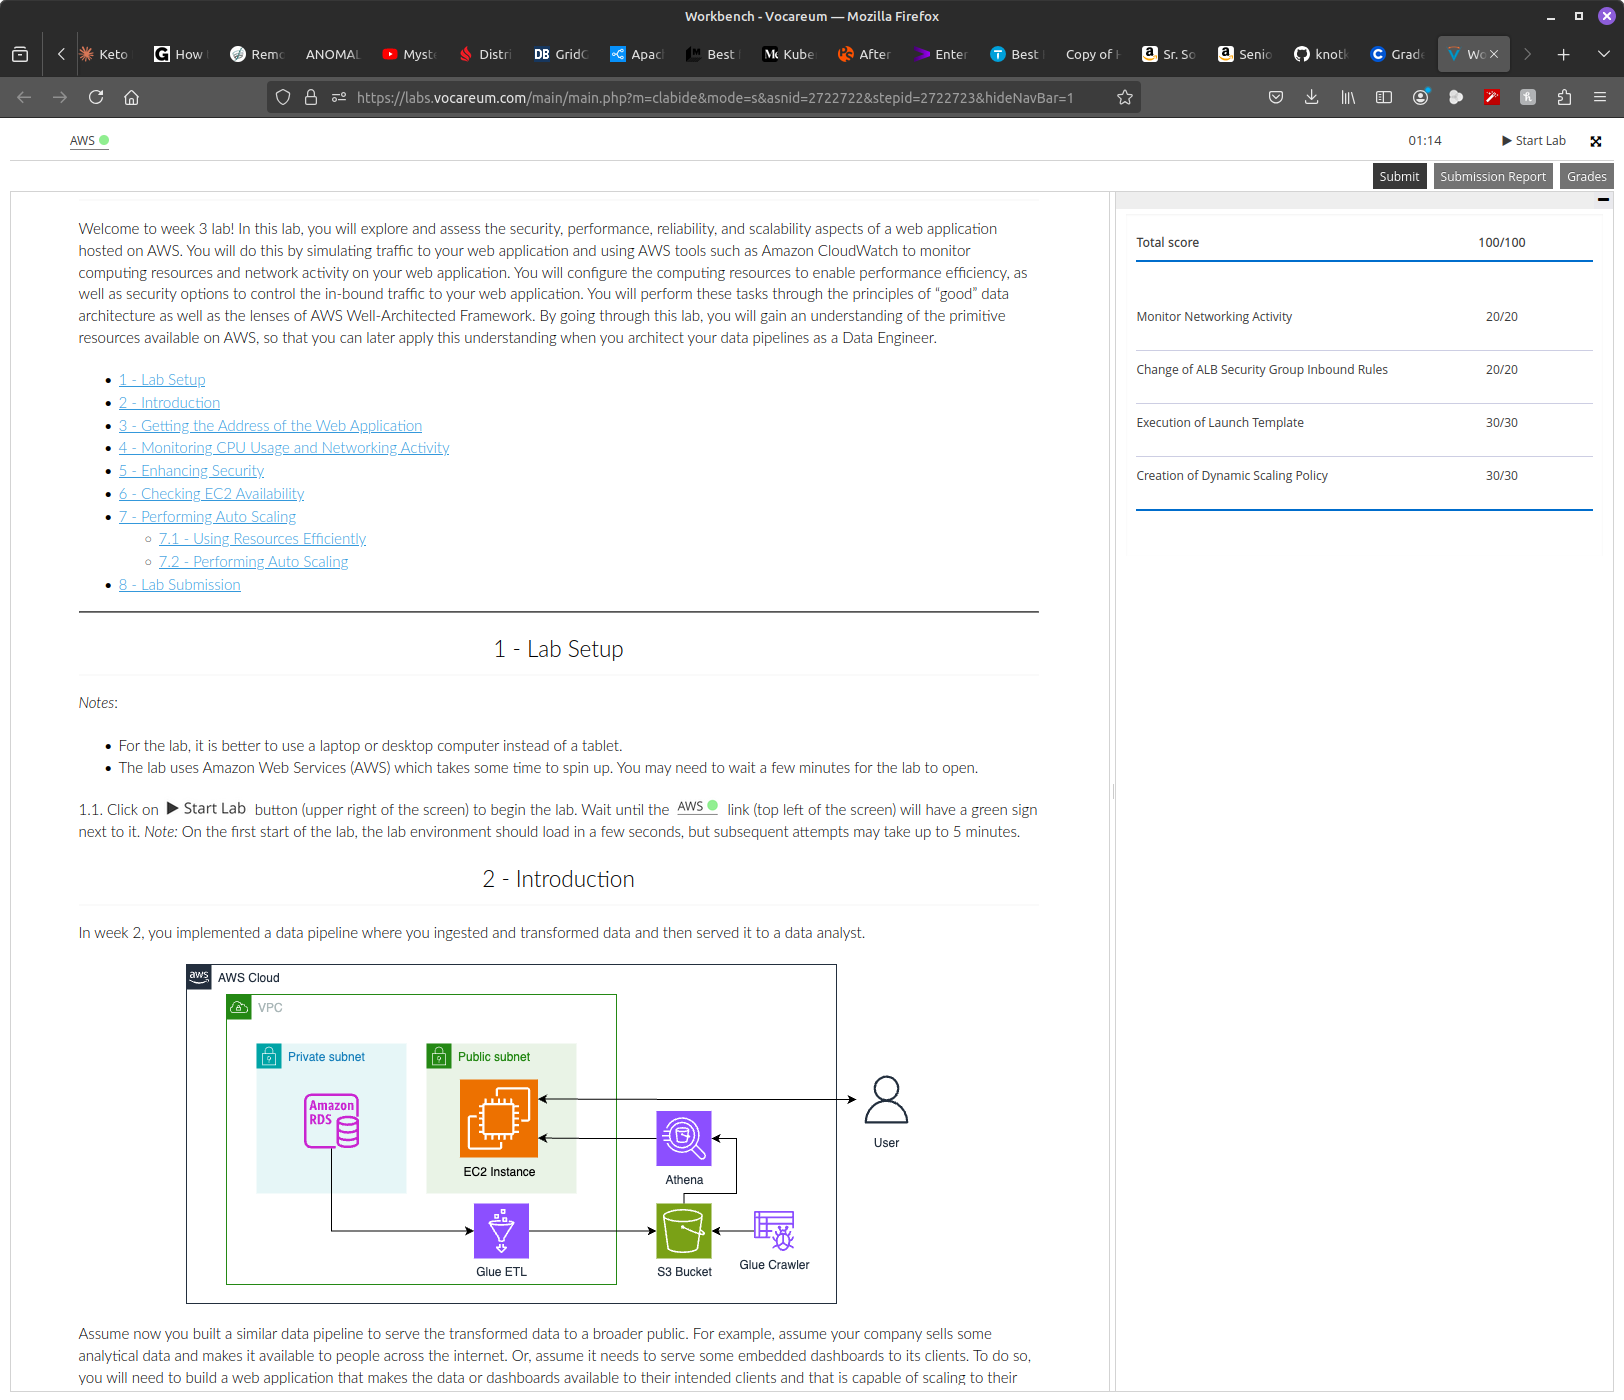 Workbench - Vocareum — Mozilla Firefox
Keto
How
Remo
ANOMAL
Myst
Distri
DB GridG
Apac
Best
Kube
After
Enter
Best
Copy of
Sr. So
Senio
knotk
Grade
Wo
https://labs.vocareum.com/main/main.php?m=clabide&mode=s&asnid=2722722&stepid=2722723&hideNavBar=1
AWS
01:14
Start Lab
Submit
Submission Report
Grades
Welcome to week 3 lab! In this lab, you will explore and assess the security, performance, reliability, and scalability aspects of a web application
hosted on AWS. You will do this by simulating traffic to your web application and using AWS tools such as Amazon CloudWatch to monitor
computing resources and network activity on your web application. You will configure the computing resources to enable performance efficiency, as
well as security options to control the in-bound traffic to your web application. You will perform these tasks through the principles of “good” data
architecture as well as the lenses of AWS Well-Architected Framework. By going through this lab, you will gain an understanding of the primitive
resources available on AWS, so that you can later apply this understanding when you architect your data pipelines as a Data Engineer.
• 1 - Lab Setup
• 2 - Introduction
• 3 - Getting the Address of the Web Application
• 4 - Monitoring CPU Usage and Networking Activity
• 5 - Enhancing Security
• 6 - Checking EC2 Availability
• 7 - Performing Auto Scaling
◦ 7.1 - Using Resources Efficiently
◦ 7.2 - Performing Auto Scaling
• 8 - Lab Submission
1 - Lab Setup
Notes:
• For the lab, it is better to use a laptop or desktop computer instead of a tablet.
• The lab uses Amazon Web Services (AWS) which takes some time to spin up. You may need to wait a few minutes for the lab to open.
1.1. Click on Start Lab button (upper right of the screen) to begin the lab. Wait until the AWS link (top left of the screen) will have a green sign
next to it. Note: On the first start of the lab, the lab environment should load in a few seconds, but subsequent attempts may take up to 5 minutes.
2 - Introduction
In week 2, you implemented a data pipeline where you ingested and transformed data and then served it to a data analyst.
aws AWS Cloud
VPC
Private subnet
Public subnet
Amazon
RDS
EC2 Instance
User
Athena
Glue ETL
S3 Bucket
Glue Crawler
Assume now you built a similar data pipeline to serve the transformed data to a broader public. For example, assume your company sells some
analytical data and makes it available to people across the internet. Or, assume it needs to serve some embedded dashboards to its clients. To do so,
you will need to build a web application that makes the data or dashboards available to their intended clients and that is capable of scaling to their
Total score 100/100
Monitor Networking Activity 20/20
Change of ALB Security Group Inbound Rules 20/20
Execution of Launch Template 30/30
Creation of Dynamic Scaling Policy 30/30